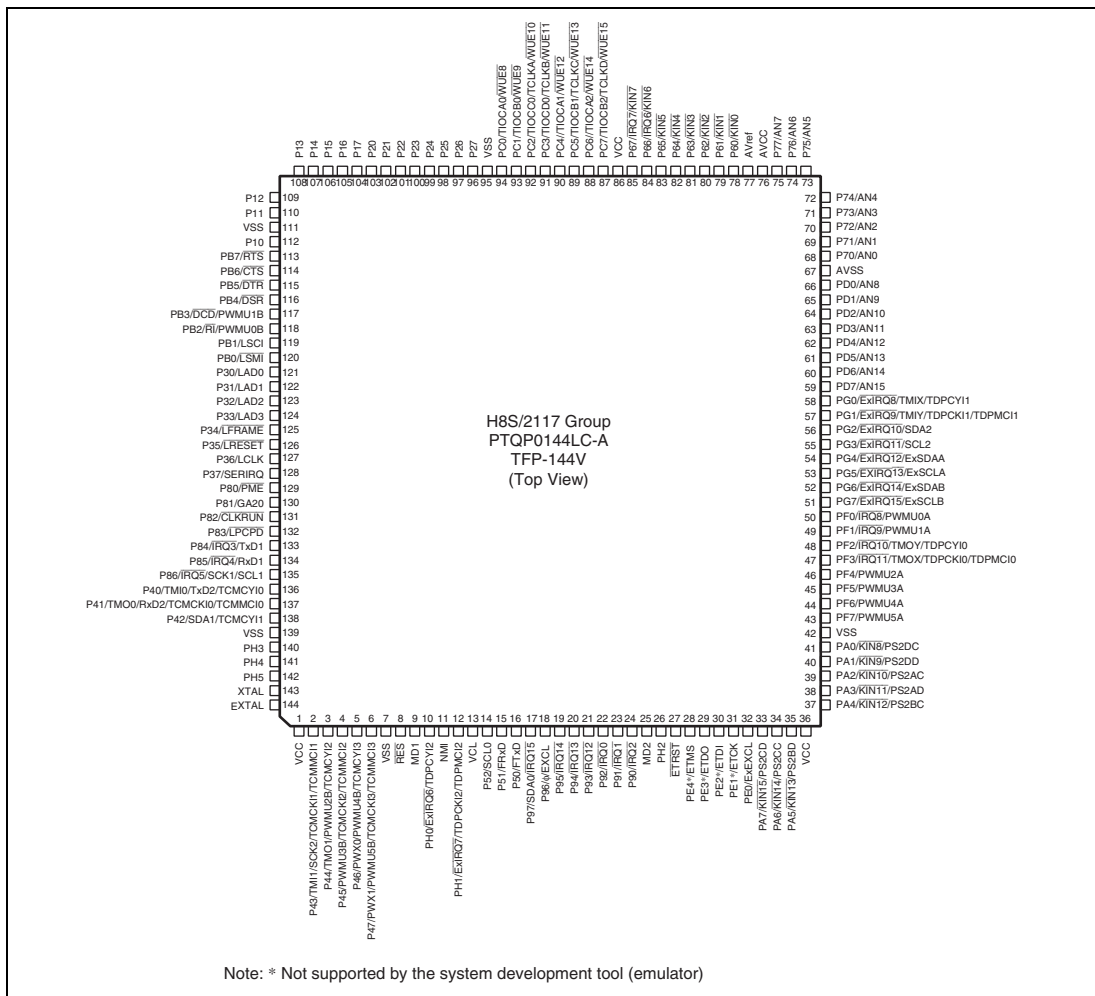 P13
P14
P15
P16
P17
P20
P21
P22
P23
P24
P25
P26
P27
VSS
PC0/TIOCA0/WUE8
PC1/TIOCB0/WUE9
PC2/TIOCC0/TCLKA/WUE10
PC3/TIOCD0/TCLKB/WUE11
PC4//TIOCA1/WUE12
PC5/TIOCB1/TCLKC/WUE13
PC6//TIOCA2/WUE14
PC7/TIOCB2/TCLKD/WUE15
VCC
P67/IRQ7/KIN7
P66/IRQ6/KIN6
P65/KIN5
P64/KIN4
P63/KIN3
P62/KIN2
P61/KIN1
P60/KIN0
AVref
AVCC
P77/AN7
P76/AN6
P75/AN5
108 107 106 105 104 103 102 101 100 99 98 97 96 95 94 93 92 91 90 89 88 87 86 85 84 83 82 81 80 79 78 77 76 75 74 73
P12 109
P11 110
VSS 111
P10 112
PB7/RTS 113
PB6/CTS 114
PB5/DTR 115
PB4/DSR 116
PB3/DCD/PWMU1B 117
PB2/RI/PWMU0B 118
PB1/LSCI 119
PB0/LSMI 120
P30/LAD0 121
P31/LAD1 122
P32/LAD2 123
P33/LAD3 124
P34/LFRAME 125
P35/LRESET 126
P36/LCLK 127
P37/SERIRQ 128
P80/PME 129
P81/GA20 130
P82/CLKRUN 131
P83/LPCPD 132
P84/IRQ3/TxD1 133
P85/IRQ4/RxD1 134
P86/IRQ5/SCK1/SCL1 135
P40/TMI0/TxD2/TCMCYI0 136
P41/TMO0/RxD2/TCMCKI0/TCMMCI0 137
P42/SDA1/TCMCYI1 138
VSS 139
PH3 140
PH4 141
PH5 142
XTAL 143
EXTAL 144
H8S/2117 Group
PTQP0144LC-A
TFP-144V
(Top View)
72 P74/AN4
71 P73/AN3
70 P72/AN2
69 P71/AN1
68 P70/AN0
67 AVSS
66 PD0/AN8
65 PD1/AN9
64 PD2/AN10
63 PD3/AN11
62 PD4/AN12
61 PD5/AN13
60 PD6/AN14
59 PD7/AN15
58 PG0/ExIRQ8/TMIX/TDPCYI1
57 PG1/ExIRQ9/TMIY/TDPCKI1/TDPMCI1
56 PG2/ExIRQ10/SDA2
55 PG3/ExIRQ11/SCL2
54 PG4/ExIRQ12/ExSDAA
53 PG5/EXIRQ13/ExSCLA
52 PG6/ExIRQ14/ExSDAB
51 PG7/ExIRQ15/ExSCLB
50 PF0/IRQ8/PWMU0A
49 PF1/IRQ9/PWMU1A
48 PF2/IRQ10/TMOY/TDPCYI0
47 PF3/IRQ11/TMOX/TDPCKI0/TDPMCI0
46 PF4/PWMU2A
45 PF5/PWMU3A
44 PF6/PWMU4A
43 PF7/PWMU5A
42 VSS
41 PA0/KIN8/PS2DC
40 PA1/KIN9/PS2DD
39 PA2/KIN10/PS2AC
38 PA3/KIN11/PS2AD
37 PA4/KIN12/PS2BC
1 2 3 4 5 6 7 8 9 10 11 12 13 14 15 16 17 18 19 20 21 22 23 24 25 26 27 28 29 30 31 32 33 34 35 36
VCC
P43/TMI1/SCK2/TCMCKI1/TCMMCI1
P44/TMO1/PWMU2B/TCMCYI2
P45/PWMU3B/TCMCKI2/TCMMCI2
P46/PWX0/PWMU4B/TCMCYI3
P47/PWX1/PWMU5B/TCMCKI3/TCMMCI3
VSS
RES
MD1
PH0/ExIRQ6/TDPCYI2
NMI
PH1/ExIRQ7/TDPCKI2/TDPMCI2
VCL
P52/SCL0
P51/FRxD
P50/FTxD
P97/SDA0/IRQ15
P96/φ/EXCL
P95/IRQ14
P94/IRQ13
P93/IRQ12
P92/IRQ0
P91/IRQ1
P90/IRQ2
MD2
PH2
ETRST
PE4*/ETMS
PE3*/ETDO
PE2*/ETDI
PE1*/ETCK
PE0/ExEXCL
PA7/KIN15/PS2CD
PA6/KIN14/PS2CC
PA5/KIN13/PS2BD
VCC
Note: * Not supported by the system development tool (emulator)